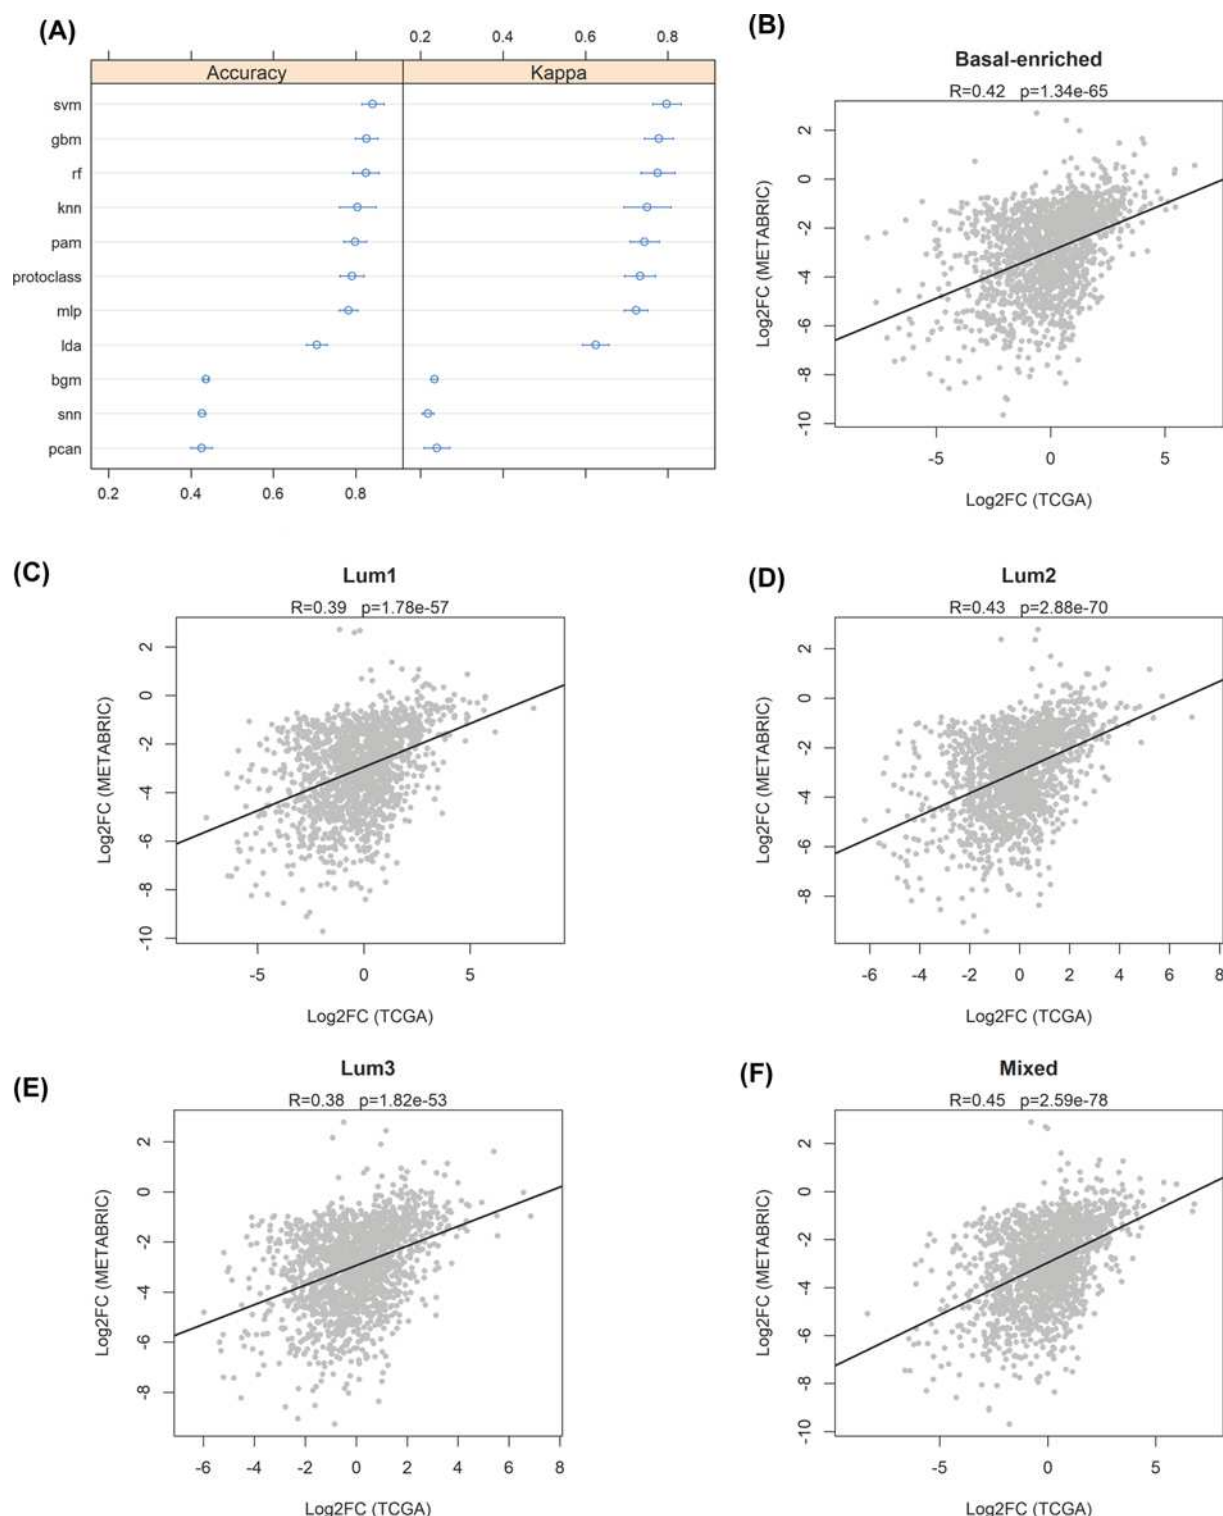 (A)
0.2 0.4 0.6 0.8
Accuracy Kappa
svm
gbm
rf
knn
pam
protoclass
mlp
lda
bgm
snn
pcan
0.2 0.4 0.6 0.8
(B)
Basal-enriched
R=0.42 p=1.34e-65
Log2FC (METABRIC)
2
0
-2
-4
-6
-8
-10
-5 0 5
Log2FC (TCGA)
(C)
Lum1
R=0.39 p=1.78e-57
Log2FC (METABRIC)
2
0
-2
-4
-6
-8
-10
-5 0 5
Log2FC (TCGA)
(D)
Lum2
R=0.43 p=2.88e-70
Log2FC (METABRIC)
2
0
-2
-4
-6
-8
-6 -4 -2 0 2 4 6 8
Log2FC (TCGA)
(E)
Lum3
R=0.38 p=1.82e-53
Log2FC (METABRIC)
2
0
-2
-4
-6
-8
-6 -4 -2 0 2 4 6 8
Log2FC (TCGA)
(F)
Mixed
R=0.45 p=2.59e-78
Log2FC (METABRIC)
2
0
-2
-4
-6
-8
-10
-5 0 5
Log2FC (TCGA)